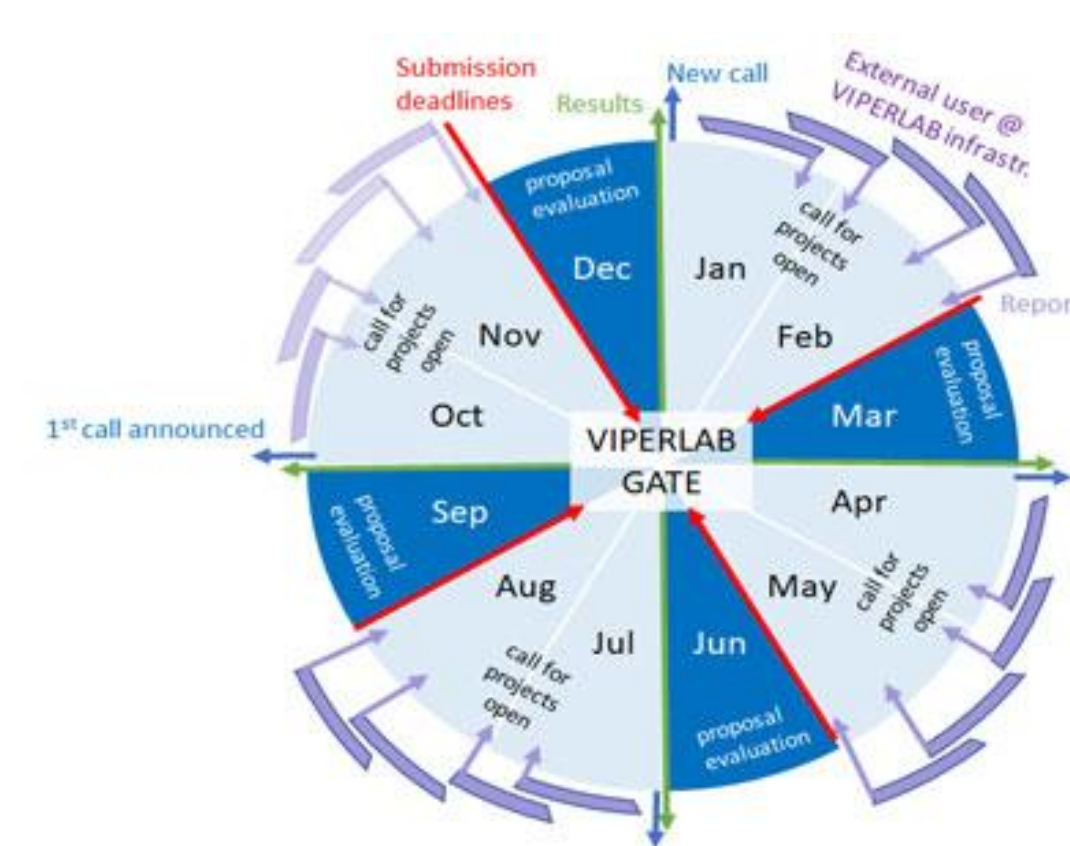 Submission
deadlines
Results
New call
External user @
VIPERLAB infrastr.
proposal
evaluation
Dec
Jan
call for
projects
open
Feb
Repor
proposal
evaluation
Mar
Nov
call for
projects
open
Oct
1st call announced
VIPERLAB
GATE
Sep
proposal
evaluation
Apr
May
call for
projects
open
Aug
Jul
call for
projects
open
Jun
proposal
evaluation